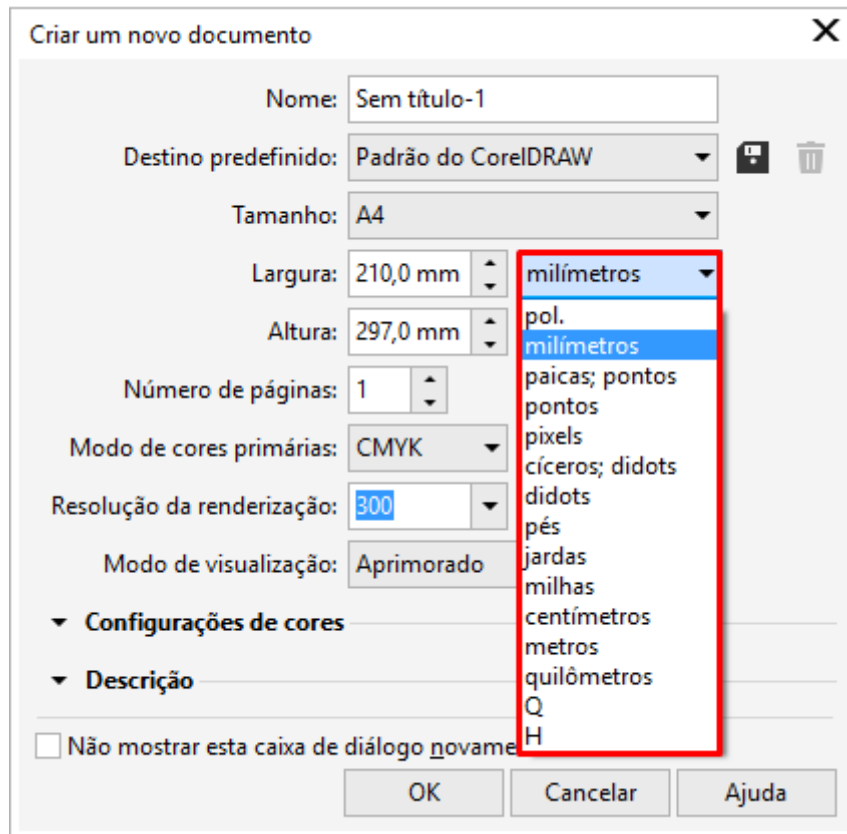 Criar um novo documento
Nome: Sem título-1
Destino predefinido: Padrão do CorelDRAW
Tamanho: A4
Largura: 210,0 mm milímetros
Altura: 297,0 mm
Número de páginas: 1
Modo de cores primárias: CMYK
Resolução da renderização: 300
Modo de visualização: Aprimorado
pol.
milímetros
paicas; pontos
pontos
pixels
cíceros; didots
didots
pés
jardas
milhas
centímetros
metros
quilômetros
Q
H
Configurações de cores
Descrição
Não mostrar esta caixa de diálogo novame
OK Cancelar Ajuda